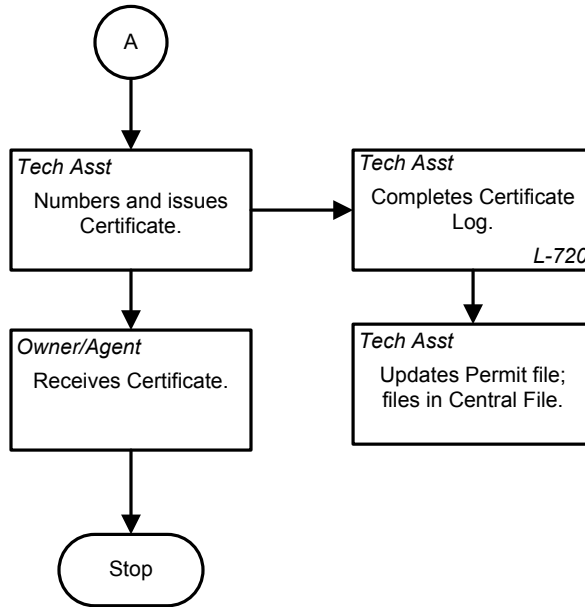 A
Tech Asst
Numbers and issues
Certificate.
Tech Asst
Completes Certificate
Log.
L-720
Owner/Agent
Receives Certificate.
Tech Asst
Updates Permit file;
files in Central File.
Stop